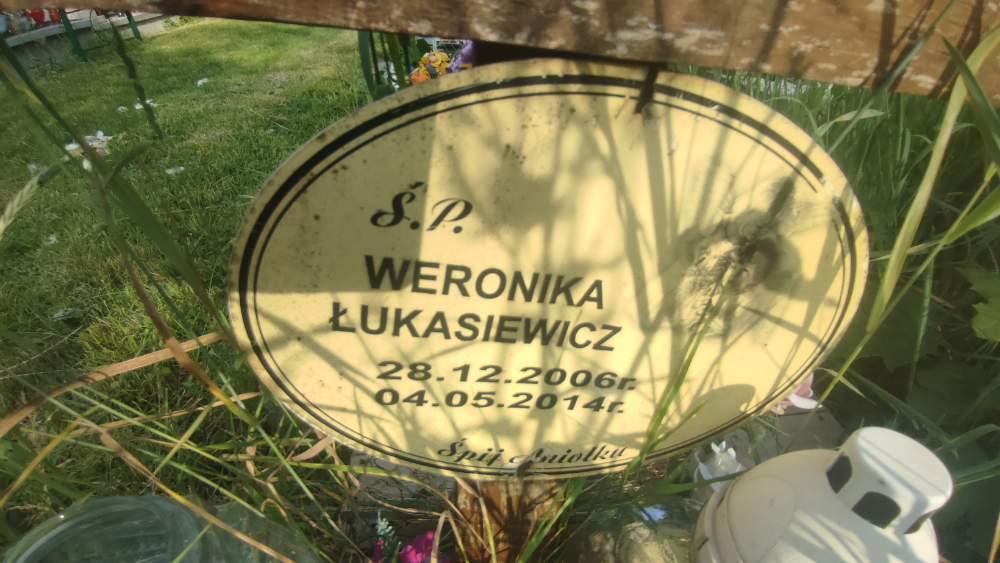 Ś.P.
WERONIKA
ŁUKASIEWICZ
28.12.2006r.
04.05.2014r.
Śpij Aniołku